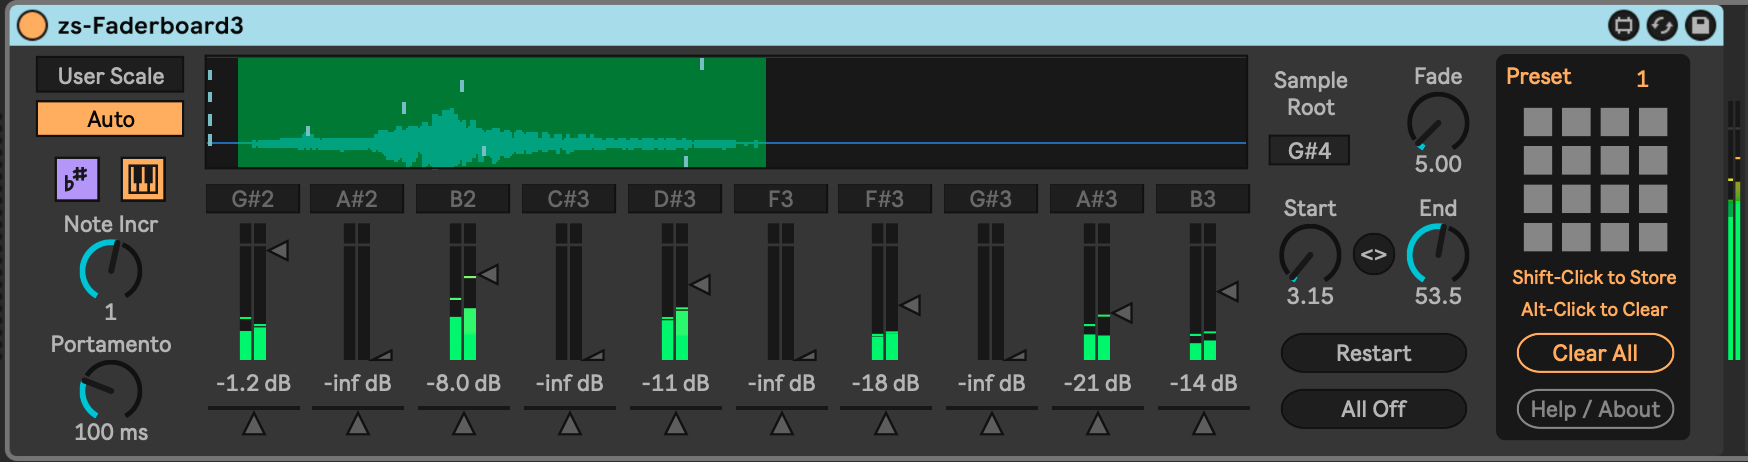 zs-Faderboard3
User Scale
Auto
b#
Note Incr
1
Portamento
100 ms
G#2 A#2 B2 C#3 D#3 F3 F#3 G#3 A#3 B3
-1.2 dB -inf dB -8.0 dB -inf dB -11 dB -inf dB -18 dB -inf dB -21 dB -14 dB
Sample
Root
G#4
Fade
5.00
Start
3.15
<>
End
53.5
Restart
All Off
Preset 1
Shift-Click to Store
Alt-Click to Clear
Clear All
Help / About